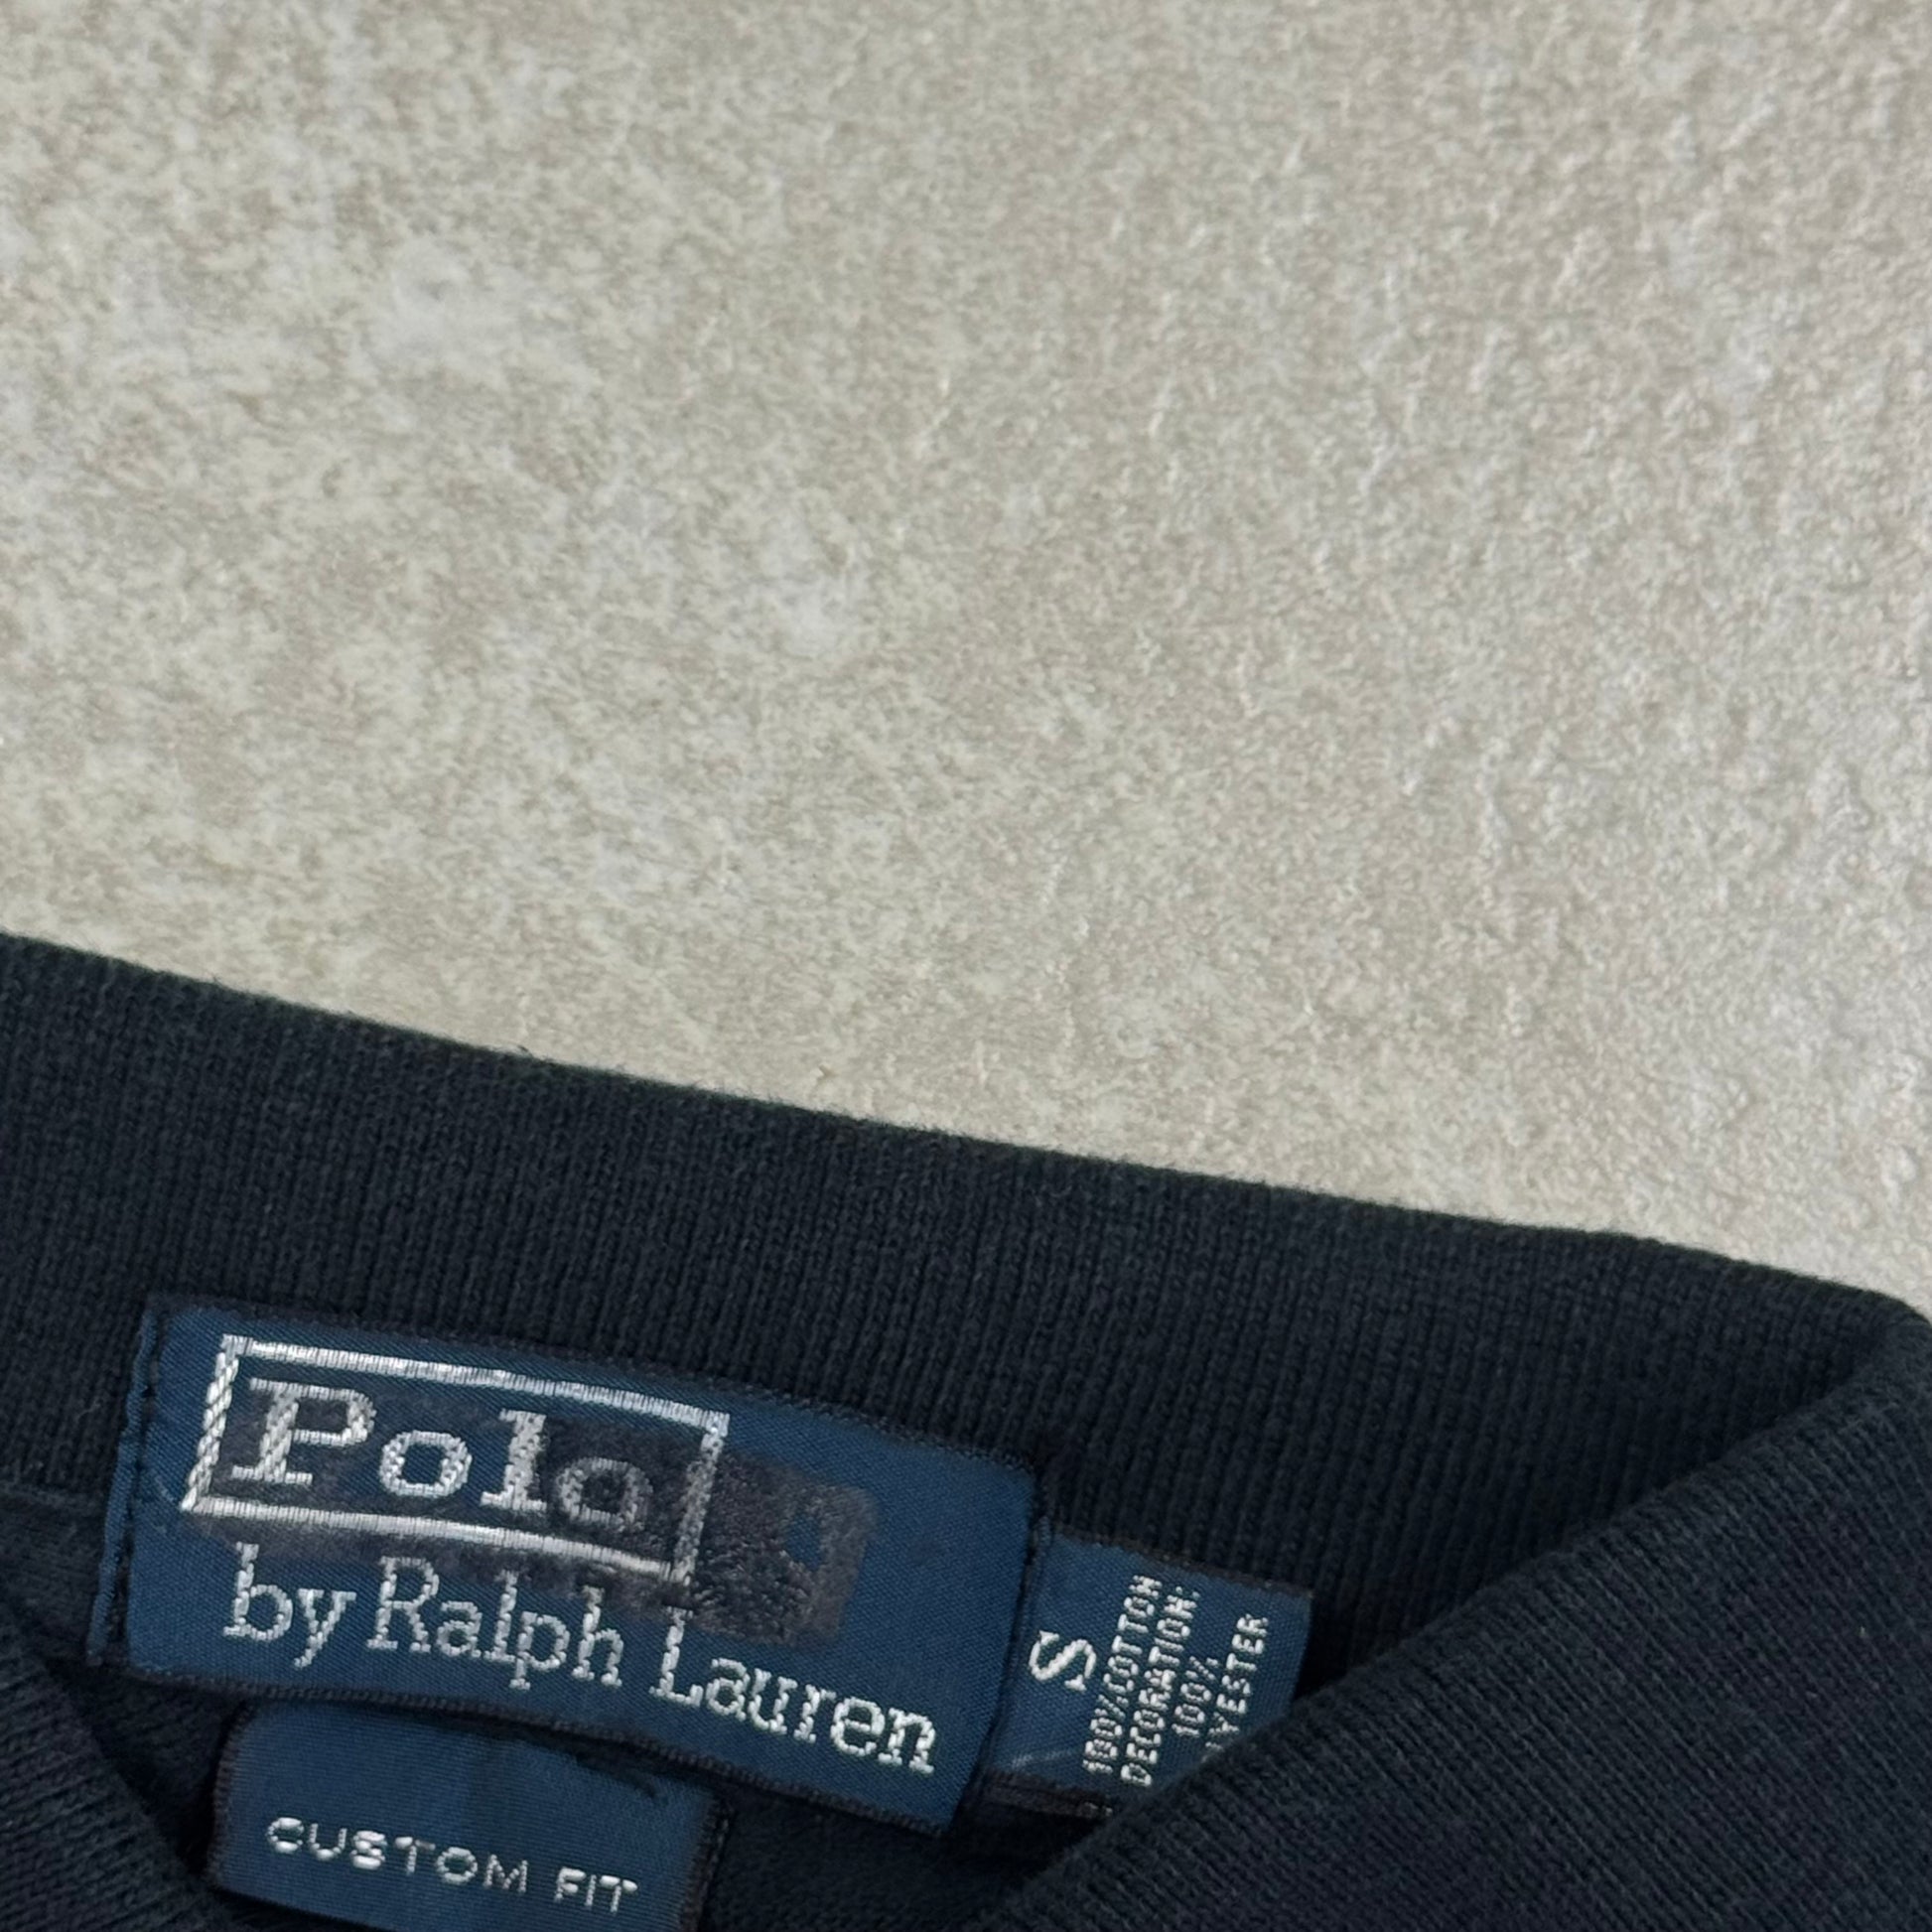 Polo
by Ralph Lauren
CUSTOM FIT
S
100% COTTON
DECORATION:
100%